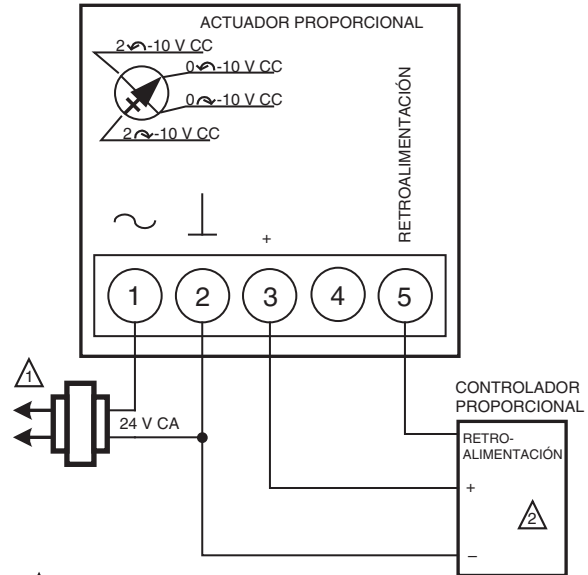 ACTUADOR PROPORCIONAL
2 -10 V CC
0 -10 V CC
0 -10 V CC
2 -10 V CC
RETROALIMENTACIÓN
+
1 2 3 4 5
1
24 V CA
CONTROLADOR
PROPORCIONAL
RETRO-
ALIMENTACIÓN
+
2
–